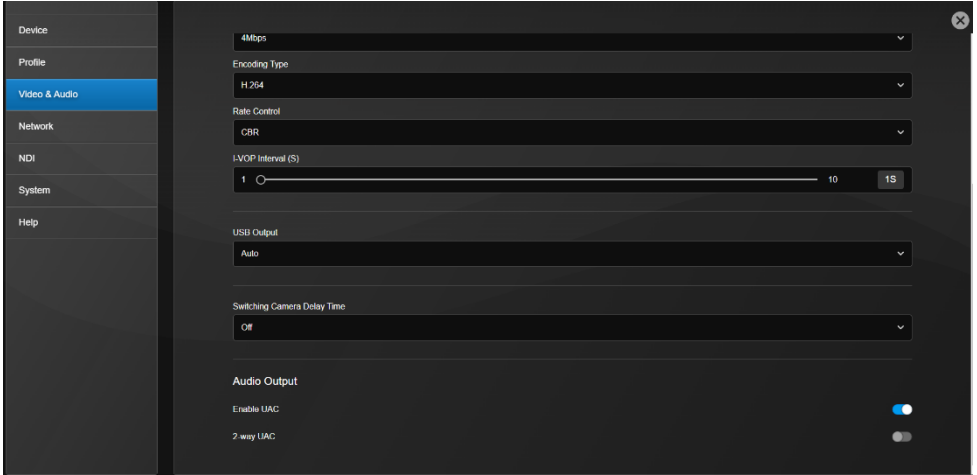 Device
Profile
Video & Audio
Network
NDI
System
Help
4Mbps
Encoding Type
H.264
Rate Control
CBR
I-VOP Interval (S)
1 10 1S
USB Output
Auto
Switching Camera Delay Time
Off
Audio Output
Enable UAC
2-way UAC